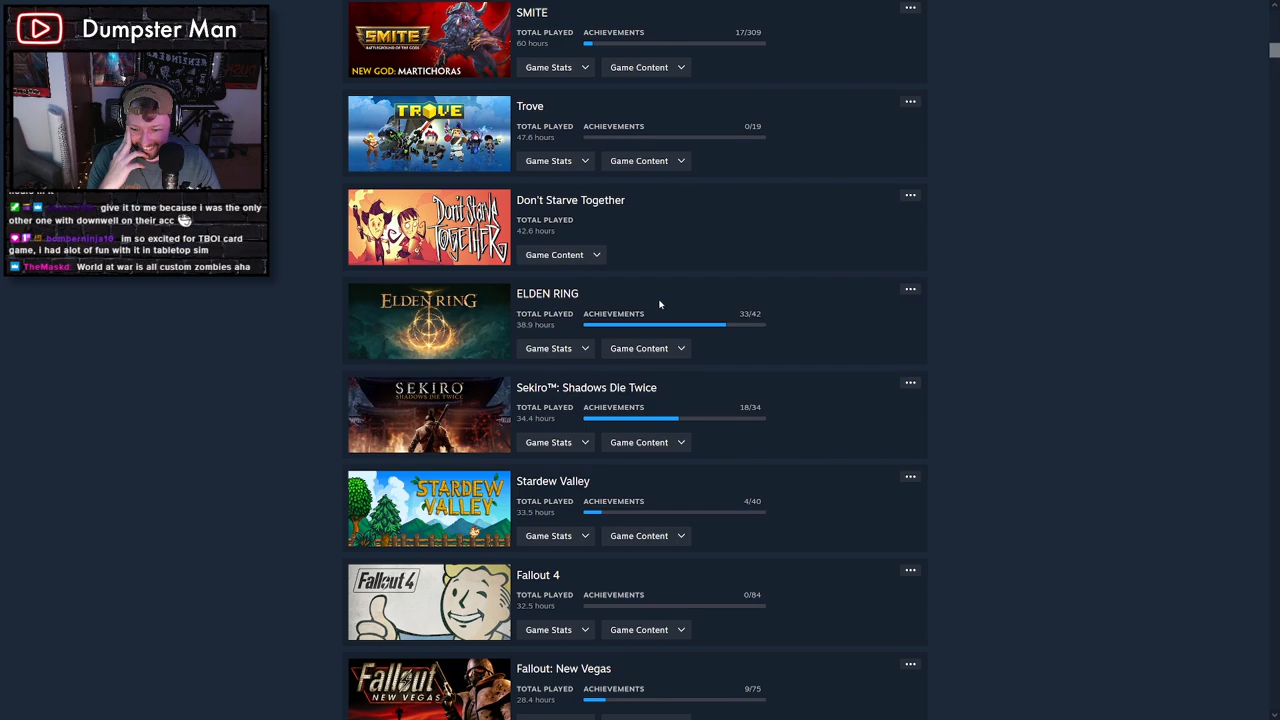 Dumpster Man
give it to me because i was the only
other one with downwell on their acc
bomberninja10 im so excited for TBOI card
game, i had alot of fun with it in tabletop sim
TheMaskd World at war is all custom zombies aha
SMITE
BATTLEGROUND OF THE GODS
NEW GOD: MARTICHORAS
SMITE
TOTAL PLAYED ACHIEVEMENTS 17/309
60 hours
Game Stats Game Content
TROVE
Trove
TOTAL PLAYED ACHIEVEMENTS 0/19
47.6 hours
Game Stats Game Content
Don't Starve
TOGETHER
Don't Starve Together
TOTAL PLAYED
42.6 hours
Game Content
ELDEN RING
ELDEN RING
TOTAL PLAYED ACHIEVEMENTS 33/42
38.9 hours
Game Stats Game Content
SEKIRO
SHADOWS DIE TWICE
Sekiro™: Shadows Die Twice
TOTAL PLAYED ACHIEVEMENTS 18/34
34.4 hours
Game Stats Game Content
STARDEW
VALLEY
Stardew Valley
TOTAL PLAYED ACHIEVEMENTS 4/40
33.5 hours
Game Stats Game Content
Fallout 4
Fallout 4
TOTAL PLAYED ACHIEVEMENTS 0/84
32.5 hours
Game Stats Game Content
Fallout
NEW VEGAS
Fallout: New Vegas
TOTAL PLAYED ACHIEVEMENTS 9/75
28.4 hours